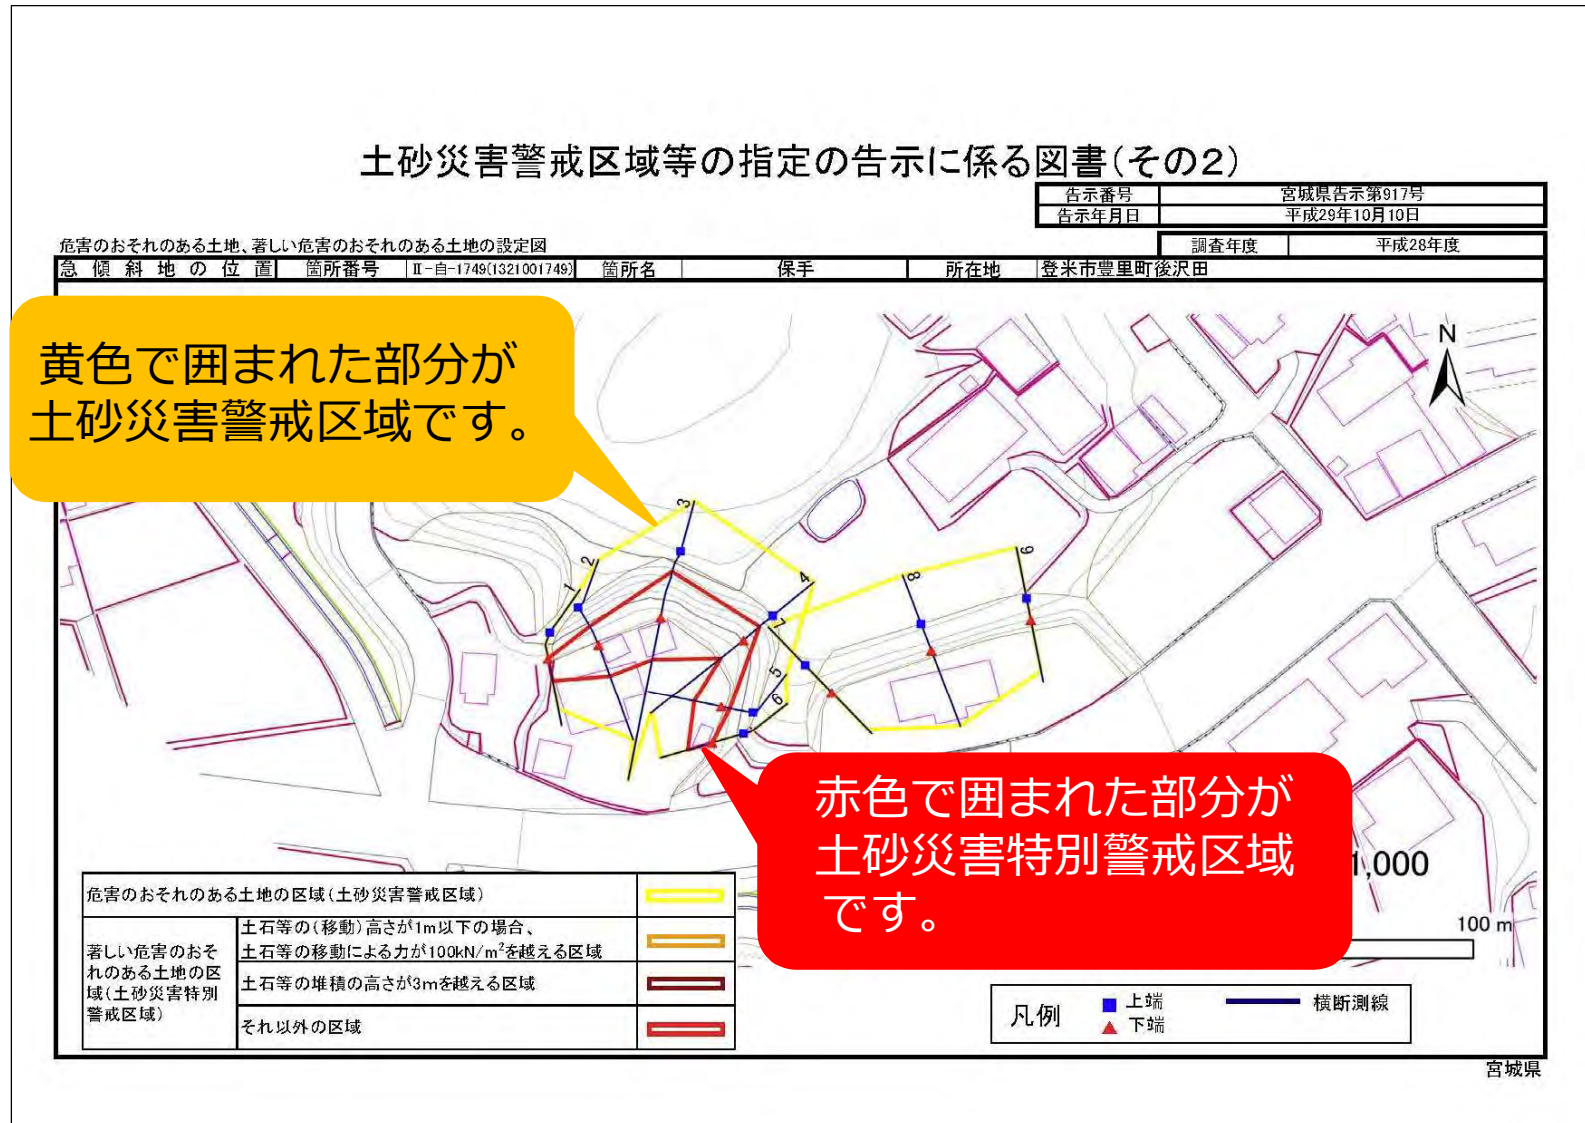 土砂災害警戒区域等の指定の告示に係る図書(その2)
告示番号 宮城県告示第917号
告示年月日 平成29年10月10日
危害のおそれのある土地、著しい危害のおそれのある土地の設定図
調査年度 平成28年度
急傾斜地の位置 箇所番号 Ⅱ-自-1749(1321001749) 箇所名 保手 所在地 登米市豊里町後沢田
黄色で囲まれた部分が
土砂災害警戒区域です。
N
1
2
3
4
5
6
7
8
9
赤色で囲まれた部分が
土砂災害特別警戒区域
です。
1,000
100 m
危害のおそれのある土地の区域(土砂災害警戒区域)
著しい危害のおそ
れのある土地の区
域(土砂災害特別
警戒区域)
土石等の(移動)高さが1m以下の場合、
土石等の移動による力が100kN/m²を越える区域
土石等の堆積の高さが3mを越える区域
それ以外の区域
凡例
上端
下端
横断測線
宮城県